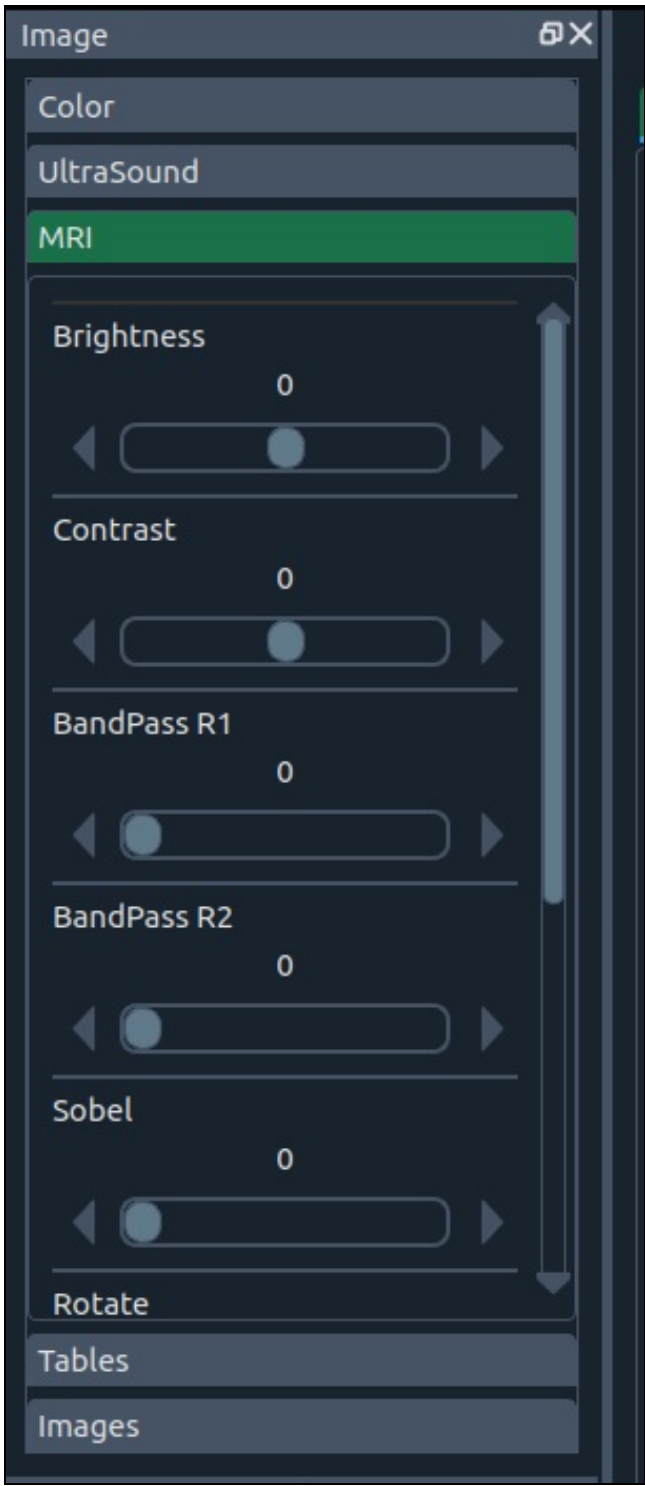 Image
Color
UltraSound
MRI
Brightness
0
Contrast
0
BandPass R1
0
BandPass R2
0
Sobel
0
Rotate
Tables
Images